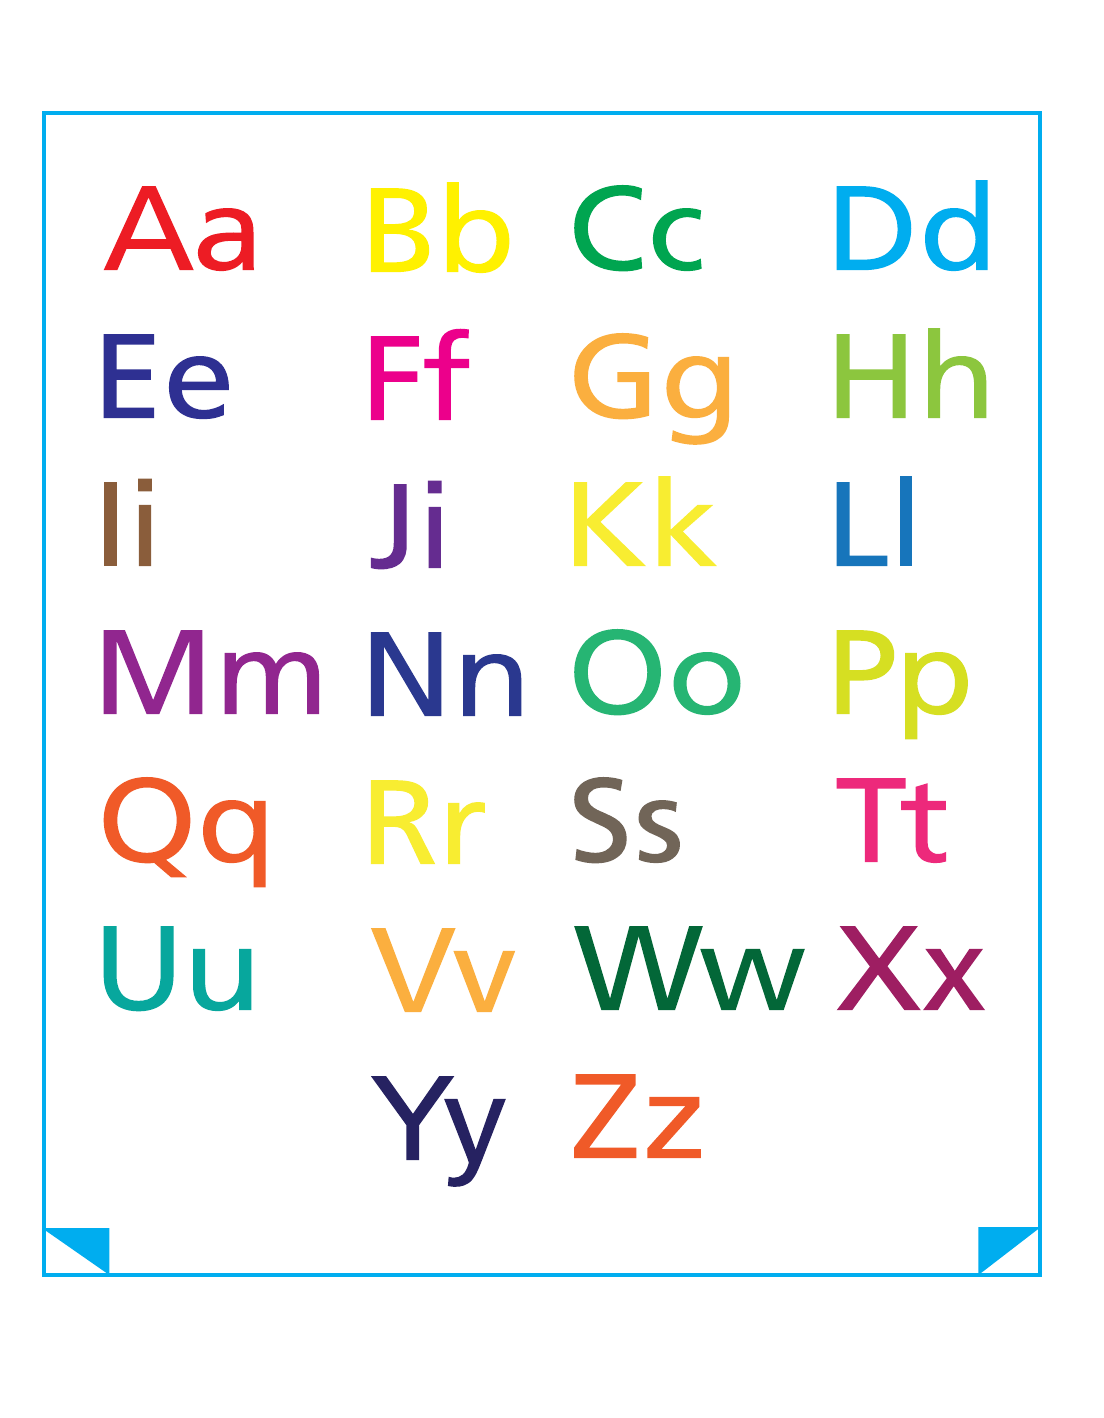 Aa Bb Cc Dd
Ee Ff Gg Hh
Ii Ji Kk Ll
Mm Nn Oo Pp
Qq Rr Ss Tt
Uu Vv Ww Xx
Yy Zz